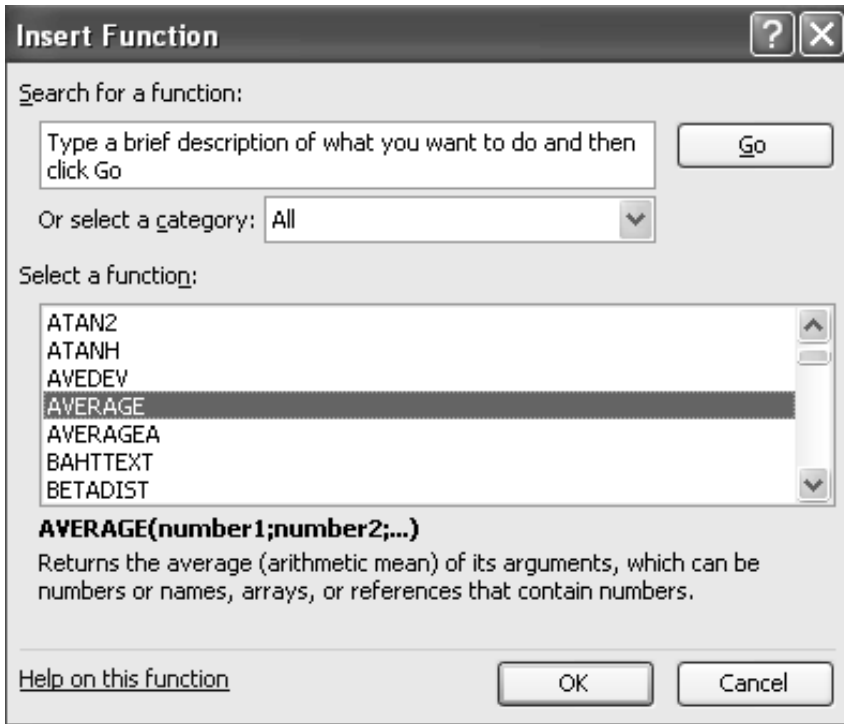 Insert Function
Search for a function:
Type a brief description of what you want to do and then
click Go
Go
Or select a category: All
Select a function:
ATAN2
ATANH
AVEDEV
AVERAGE
AVERAGEA
BAHTTEXT
BETADIST
AVERAGE(number1;number2;...)
Returns the average (arithmetic mean) of its arguments, which can be
numbers or names, arrays, or references that contain numbers.
Help on this function OK Cancel